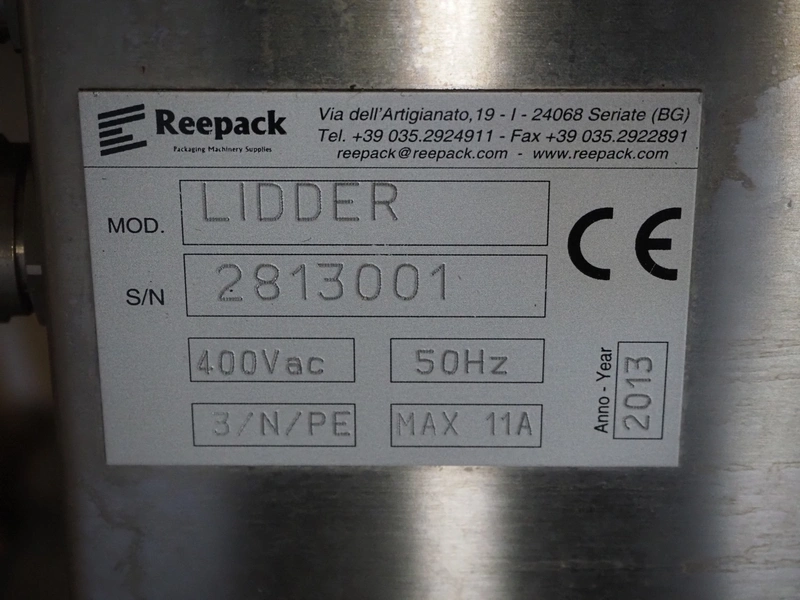 Reepack
Packaging Machinery Supplies
Via dell'Artigianato,19 - I - 24068 Seriate (BG)
Tel. +39 035.2924911 - Fax +39 035.2922891
reepack@reepack.com - www.reepack.com
MOD. LIDDER
CE
S/N 2813001
400Vac 50Hz
3/N/PE MAX 11A
Anno - Year 2013